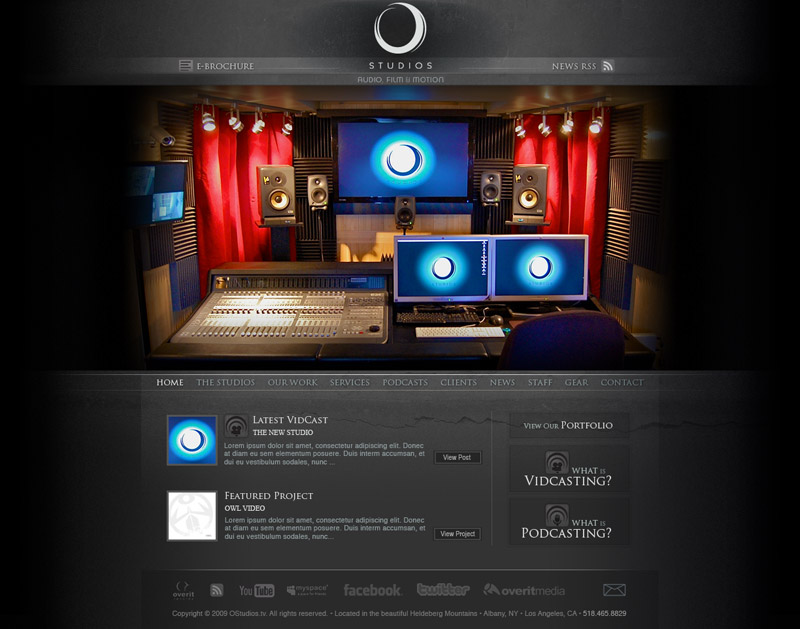 E-BROCHURE
STUDIOS
AUDIO, FILM & MOTION
NEWS RSS
HOME THE STUDIOS OUR WORK SERVICES PODCASTS CLIENTS NEWS STAFF GEAR CONTACT
LATEST VIDCAST
THE NEW STUDIO
Lorem ipsum dolor sit amet, consectetur adipiscing elit. Donec
at diam eu sem elementum posuere. Duis interm accumsan, et
dui eu vestibulum sodales, nunc ...
View Post
FEATURED PROJECT
OWL VIDEO
Lorem ipsum dolor sit amet, consectetur adipiscing elit. Donec
at diam eu sem elementum posuere. Duis interm accumsan, et
dui eu vestibulum sodales, nunc...
View Project
VIEW OUR PORTFOLIO
WHAT IS
VIDCASTING?
WHAT IS
PODCASTING?
overit YouTube myspace facebook twitter overitmedia
Copyright © 2009 OStudios.tv. All rights reserved. • Located in the beautiful Heldeberg Mountains • Albany, NY • Los Angeles, CA • 518.465.8829